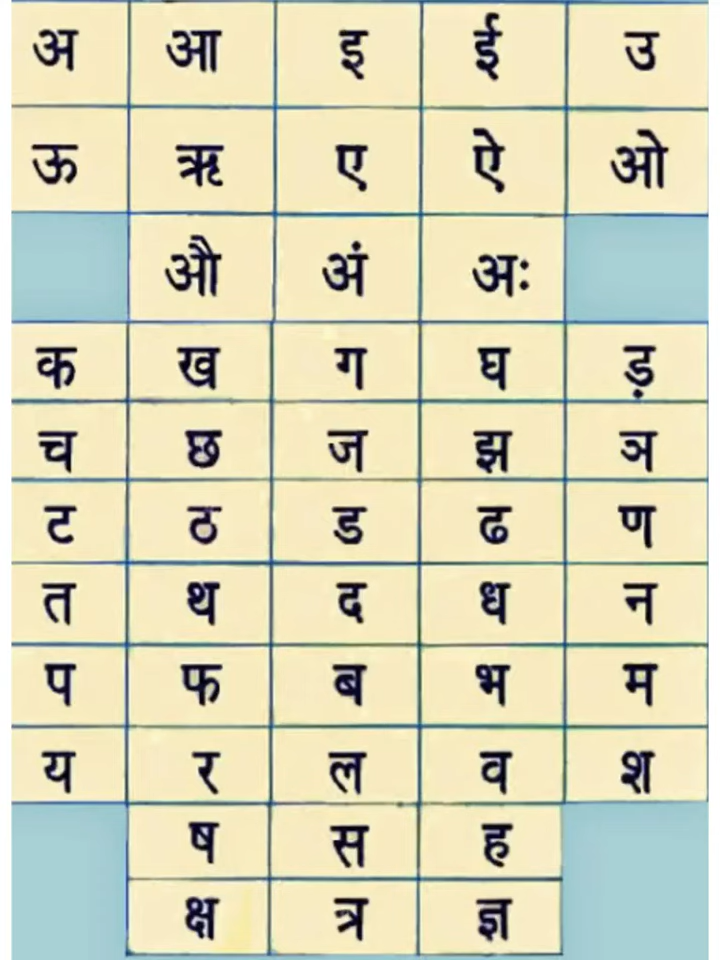 अ आ इ ई उ
ऊ ऋ ए ऐ ओ
औ अं अः
क ख ग घ ड़
च छ ज झ ञ
ट ठ ड ढ ण
त थ द ध न
प फ ब भ म
य र ल व श
ष स ह
क्ष त्र ज्ञ